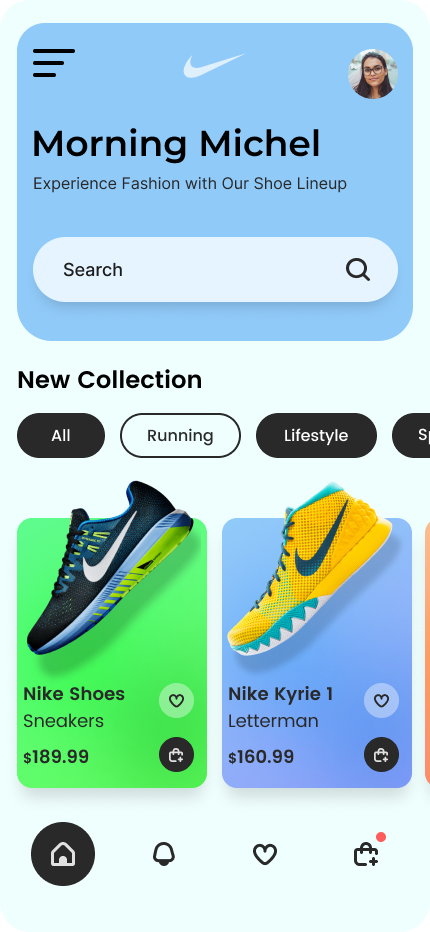 Morning Michel
Experience Fashion with Our Shoe Lineup
Search
New Collection
All
Running
Lifestyle
Nike Shoes
Sneakers
$189.99
Nike Kyrie 1
Letterman
$160.99